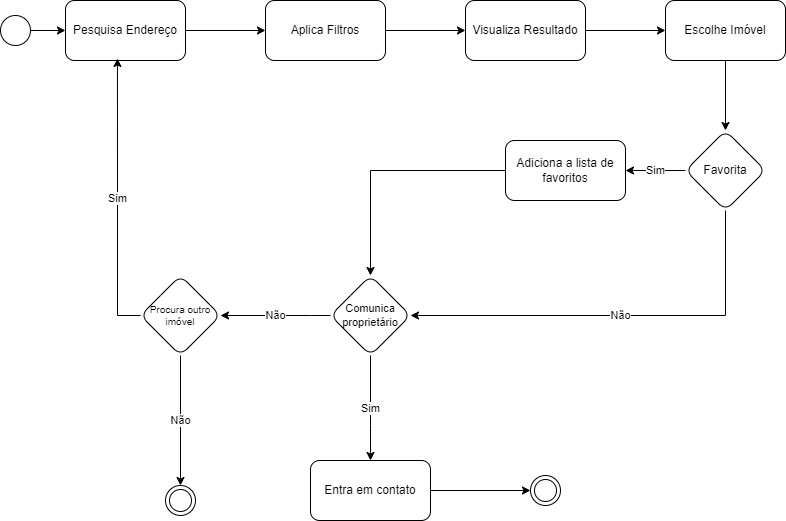 Pesquisa Endereço
Aplica Filtros
Visualiza Resultado
Escolhe Imóvel
Adiciona a lista de
favoritos
Sim
Favorita
Sim
Procura outro
imóvel
Não
Comunica
proprietário
Não
Sim
Não
Entra em contato